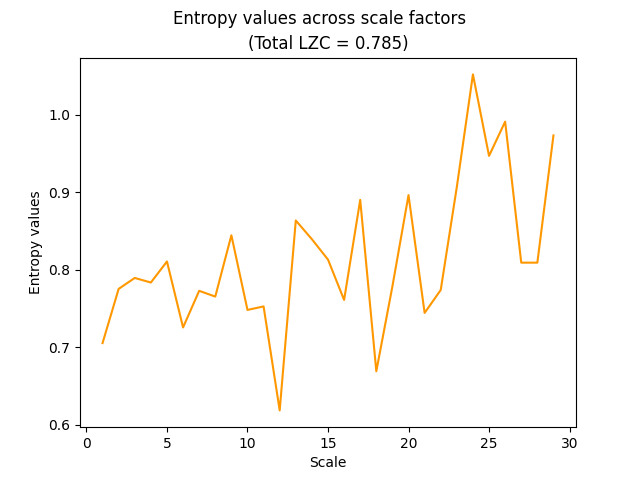 Entropy values across scale factors
(Total LZC = 0.785)
1.0
0.9
0.8
0.7
0.6
Entropy values
0 5 10 15 20 25 30
Scale